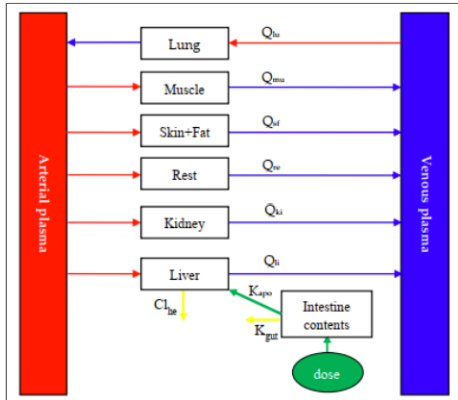 Arterial plasma
Venous plasma
Lung
Qlu
Muscle
Qmu
Skin+Fat
Qsf
Rest
Qre
Kidney
Qki
Liver
Qli
Kapo
Clhe
Intestine
contents
Kgut
dose